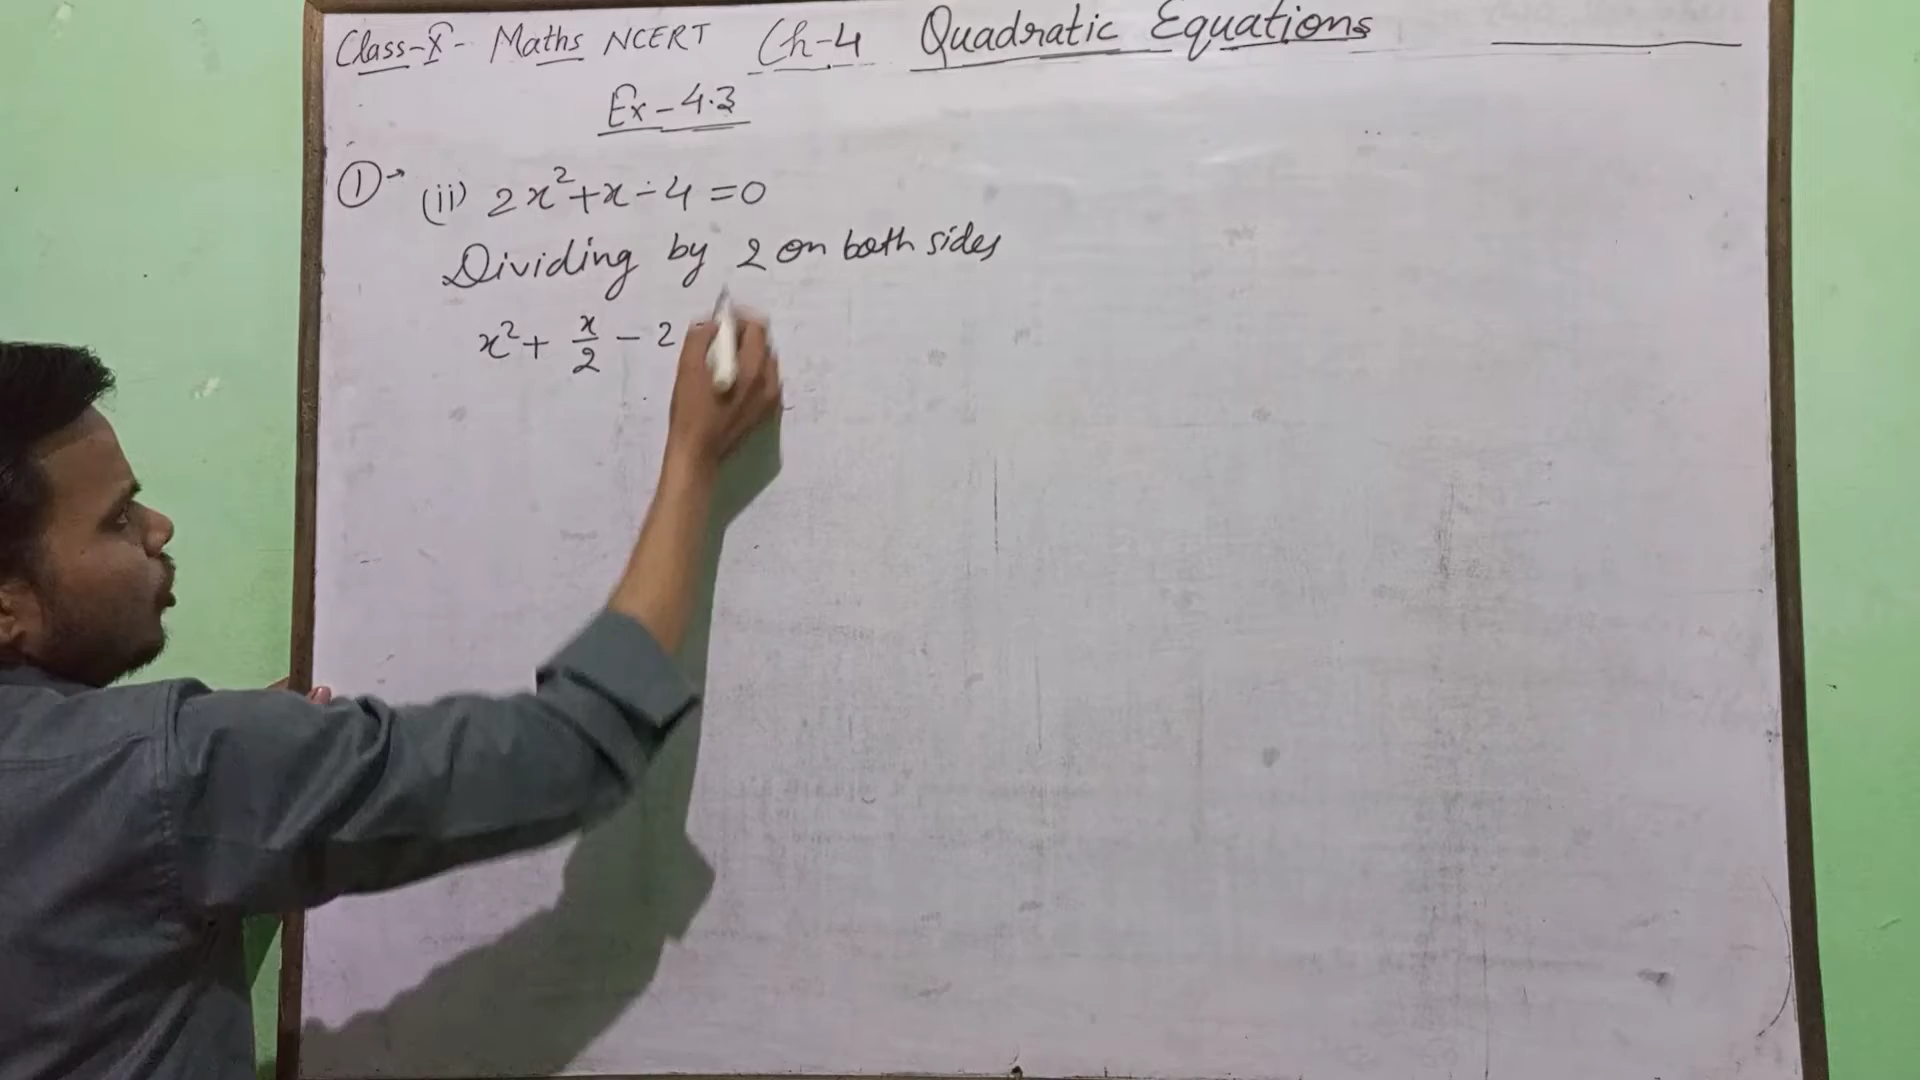 Class-X- Maths NCERT Ch-4 Quadratic Equations
Ex-4.3
① → (ii) 2x²+x-4=0
Dividing by 2 on both sides
x² + x/2 - 2